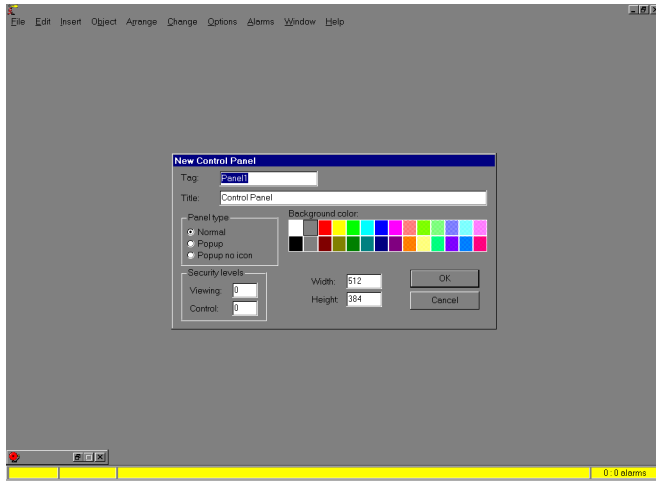 File Edit Insert Object Arrange Change Options Alarms Window Help
New Control Panel
Tag: Panel1
Title: Control Panel
Panel type
Normal
Popup
Popup no icon
Background color:
Security levels
Viewing: 0
Control: 0
Width: 512
Height: 384
OK
Cancel
0 : 0 alarms